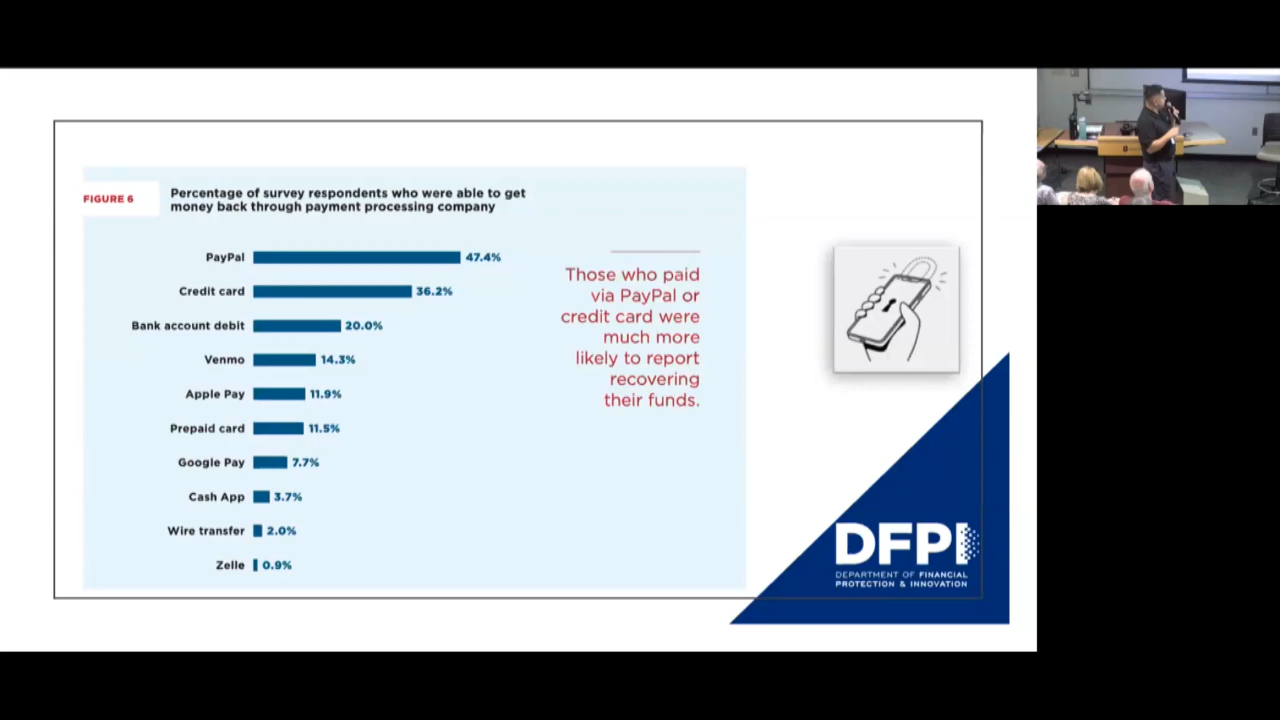 FIGURE 6
Percentage of survey respondents who were able to get
money back through payment processing company
PayPal 47.4%
Credit card 36.2%
Bank account debit 20.0%
Venmo 14.3%
Apple Pay 11.9%
Prepaid card 11.5%
Google Pay 7.7%
Cash App 3.7%
Wire transfer 2.0%
Zelle 0.9%
Those who paid
via PayPal or
credit card were
much more
likely to report
recovering
their funds.
DFPI
DEPARTMENT OF FINANCIAL
PROTECTION & INNOVATION